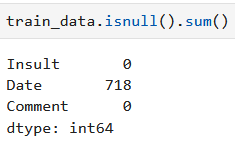 train_data.isnull().sum()
Insult 0
Date 718
Comment 0
dtype: int64